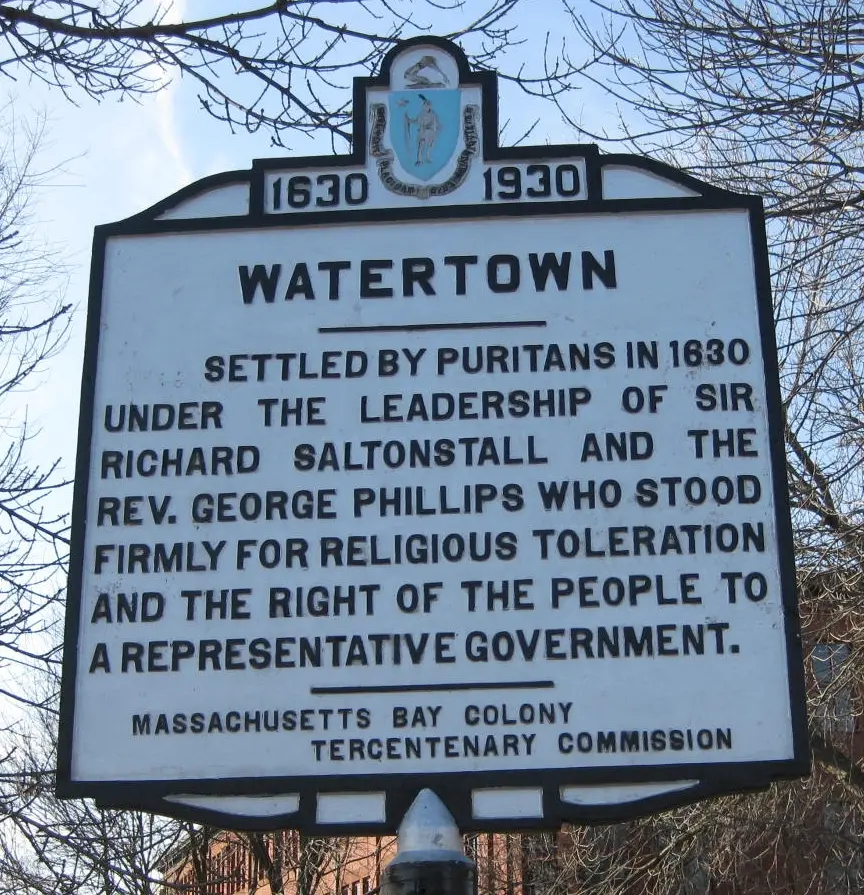 1630 1930
WATERTOWN
SETTLED BY PURITANS IN 1630
UNDER THE LEADERSHIP OF SIR
RICHARD SALTONSTALL AND THE
REV. GEORGE PHILLIPS WHO STOOD
FIRMLY FOR RELIGIOUS TOLERATION
AND THE RIGHT OF THE PEOPLE TO
A REPRESENTATIVE GOVERNMENT.
MASSACHUSETTS BAY COLONY
TERCENTENARY COMMISSION